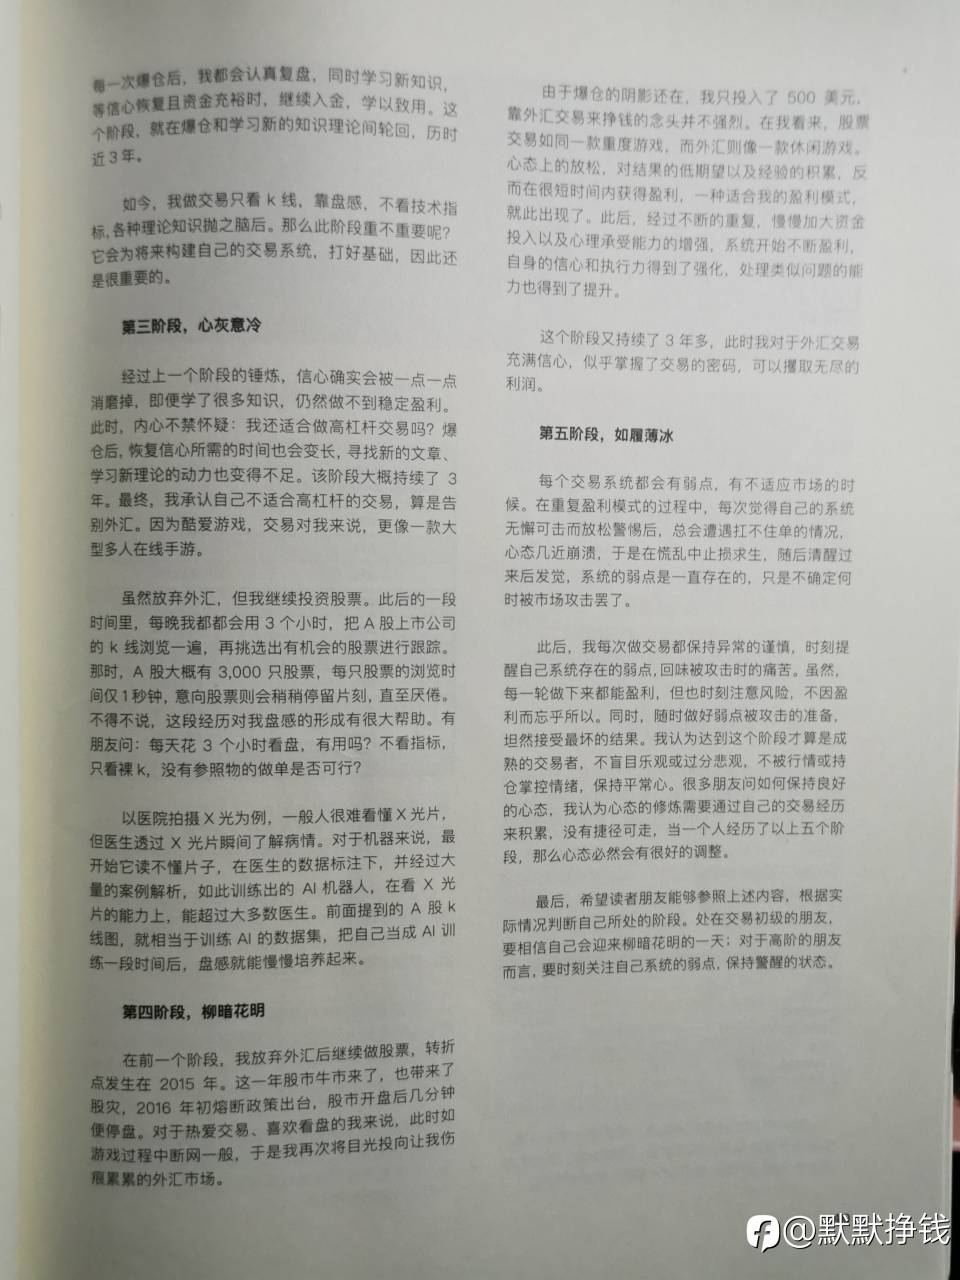 每一次爆仓后，我都会认真复盘，同时学习新知识，
等信心恢复且资金充裕时，继续入金，学以致用。这
个阶段，就在爆仓和学习新的知识理论间轮回，历时
近3年。
如今，我做交易只看 k 线，靠盘感，不看技术指
标,各种理论知识抛之脑后。那么此阶段重不重要呢？
它会为将来构建自己的交易系统，打好基础，因此还
是很重要的。
第三阶段，心灰意冷
经过上一个阶段的锤炼，信心确实会被一点一点
消磨掉，即便学了很多知识，仍然做不到稳定盈利。
此时，内心不禁怀疑：我还适合做高杠杆交易吗？爆
仓后,恢复信心所需的时间也会变长,寻找新的文章、
学习新理论的动力也变得不足。该阶段大概持续了 3
年。最终，我承认自己不适合高杠杆的交易，算是告
别外汇。因为酷爱游戏，交易对我来说，更像一款大
型多人在线手游。
虽然放弃外汇，但我继续投资股票。此后的一段
时间里，每晚我都都会用 3 个小时，把 A 股上市公司
的 k 线浏览一遍，再挑选出有机会的股票进行跟踪。
那时，A 股大概有 3,000 只股票，每只股票的浏览时
间仅1秒钟，意向股票则会稍稍停留片刻，直至厌倦。
不得不说，这段经历对我盘感的形成有很大帮助。有
朋友问：每天花 3 个小时看盘，有用吗？不看指标，
只看裸k，没有参照物的做单是否可行？
以医院拍摄X光为例，一般人很难看懂X光片，
但医生透过 X 光片瞬间了解病情。对于机器来说，最
开始它读不懂片子，在医生的数据标注下，并经过大
量的案例解析，如此训练出的 AI 机器人，在看 X 光
片的能力上，能超过大多数医生。前面提到的 A 股 k
线图，就相当于训练 AI 的数据集，把自己当成 AI 训
练一段时间后，盘感就能慢慢培养起来。
第四阶段，柳暗花明
在前一个阶段，我放弃外汇后继续做股票，转折
点发生在 2015 年。这一年股市牛市来了，也带来了
股灾，2016 年初熔断政策出台，股市开盘后几分钟
便停盘。对于热爱交易、喜欢看盘的我来说，此时如
游戏过程中断网一般，于是我再次将目光投向让我伤
痕累累的外汇市场。
由于爆仓的阴影还在，我只投入了 500 美元，
靠外汇交易来挣钱的念头并不强烈。在我看来，股票
交易如同一款重度游戏，而外汇则像一款休闲游戏。
心态上的放松，对结果的低期望以及经验的积累，反
而在很短时间内获得盈利，一种适合我的盈利模式，
就此出现了。此后，经过不断的重复，慢慢加大资金
投入以及心理承受能力的增强，系统开始不断盈利，
自身的信心和执行力得到了强化，处理类似问题的能
力也得到了提升。
这个阶段又持续了 3 年多，此时我对于外汇交易
充满信心，似乎掌握了交易的密码，可以攫取无尽的
利润。
第五阶段，如履薄冰
每个交易系统都会有弱点，有不适应市场的时
候。在重复盈利模式的过程中，每次觉得自己的系统
无懈可击而放松警惕后，总会遭遇扛不住单的情况，
心态几近崩溃，于是在慌乱中止损求生，随后清醒过
来后发觉，系统的弱点是一直存在的，只是不确定何
时被市场攻击罢了。
此后，我每次做交易都保持异常的谨慎，时刻提
醒自己系统存在的弱点,回味被攻击时的痛苦。虽然，
每一轮做下来都能盈利，但也时刻注意风险，不因盈
利而忘乎所以。同时，随时做好弱点被攻击的准备，
坦然接受最坏的结果。我认为达到这个阶段才算是成
熟的交易者，不盲目乐观或过分悲观，不被行情或持
仓掌控情绪，保持平常心。很多朋友问如何保持良好
的心态，我认为心态的修炼需要通过自己的交易经历
来积累，没有捷径可走，当一个人经历了以上五个阶
段，那么心态必然会有很好的调整。
最后，希望读者朋友能够参照上述内容，根据实
际情况判断自己所处的阶段。处在交易初级的朋友，
要相信自己会迎来柳暗花明的一天；对于高阶的朋友
而言,要时刻关注自己系统的弱点,保持警醒的状态。
@默默挣钱